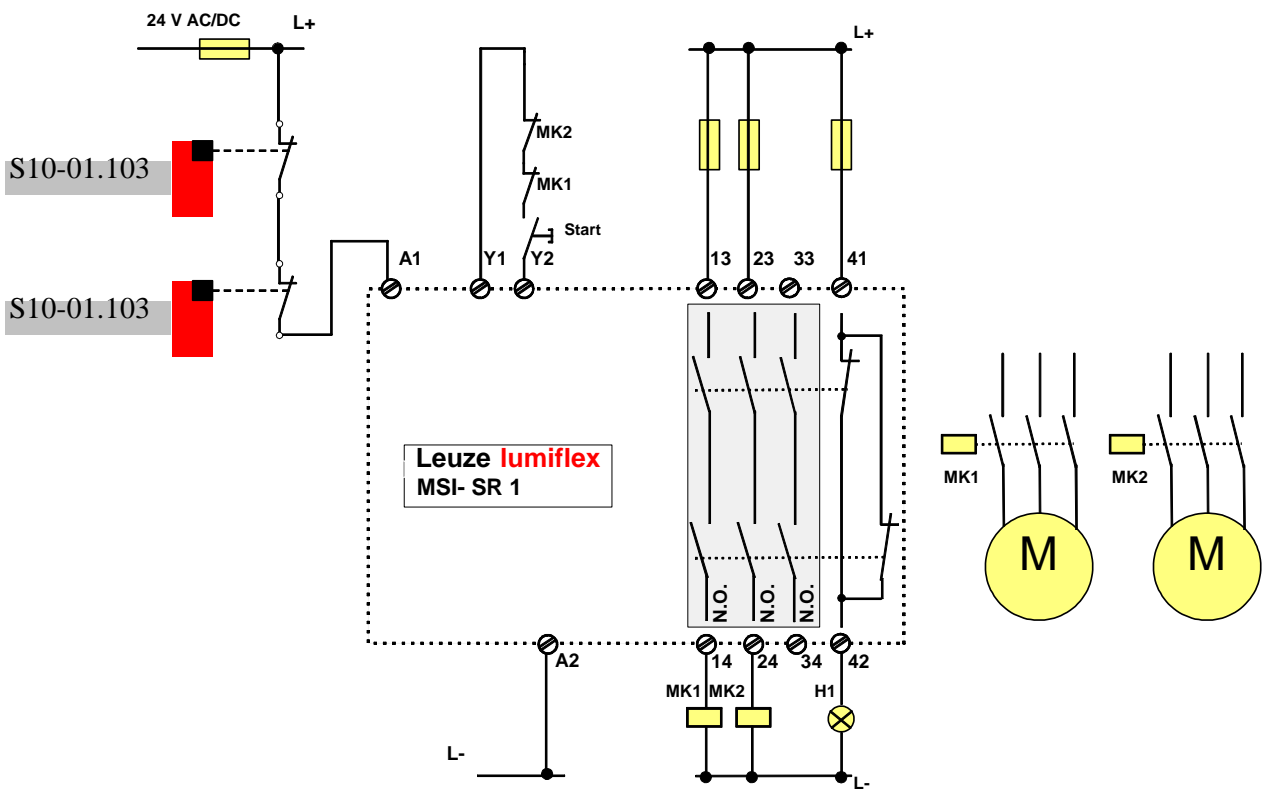 24 V AC/DC
L+
L+
MK2
MK1
S10-01.103
Start
A1
Y1
Y2
13
23
33
41
S10-01.103
Leuze lumiflex
MSI- SR 1
MK1
MK2
M
M
N.O.
N.O.
N.O.
A2
14
24
34
42
MK1
MK2
H1
L-
L-